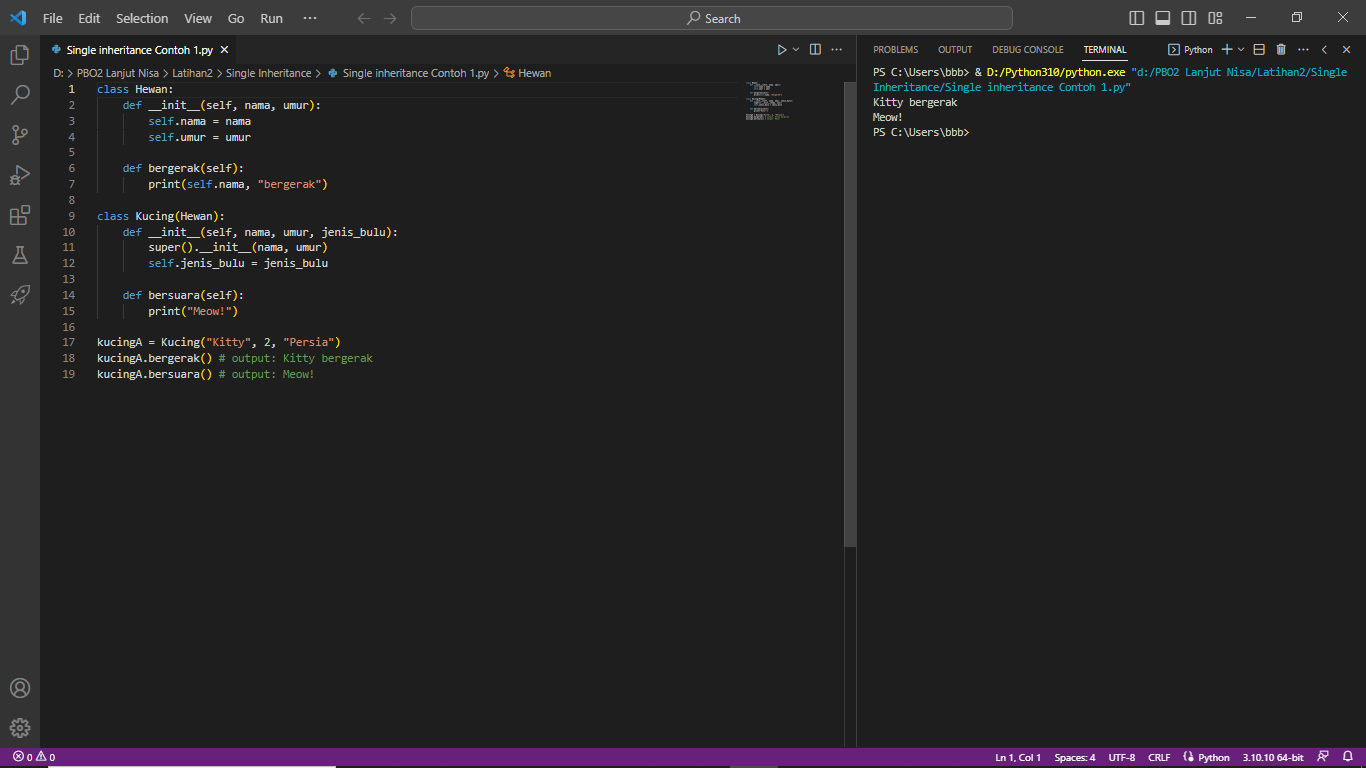 File Edit Selection View Go Run ··· Search
Single inheritance Contoh 1.py
D: > PBO2 Lanjut Nisa > Latihan2 > Single Inheritance > Single inheritance Contoh 1.py > Hewan
1 class Hewan:
2     def __init__(self, nama, umur):
3         self.nama = nama
4         self.umur = umur
5
6     def bergerak(self):
7         print(self.nama, "bergerak")
8
9 class Kucing(Hewan):
10     def __init__(self, nama, umur, jenis_bulu):
11         super().__init__(nama, umur)
12         self.jenis_bulu = jenis_bulu
13
14     def bersuara(self):
15         print("Meow!")
16
17 kucingA = Kucing("Kitty", 2, "Persia")
18 kucingA.bergerak() # output: Kitty bergerak
19 kucingA.bersuara() # output: Meow!
PROBLEMS OUTPUT DEBUG CONSOLE TERMINAL Python
PS C:\Users\bbb> & D:/Python310/python.exe "d:/PBO2 Lanjut Nisa/Latihan2/Single
Inheritance/Single inheritance Contoh 1.py"
Kitty bergerak
Meow!
PS C:\Users\bbb>
0 0 Ln 1, Col 1 Spaces: 4 UTF-8 CRLF Python 3.10.10 64-bit